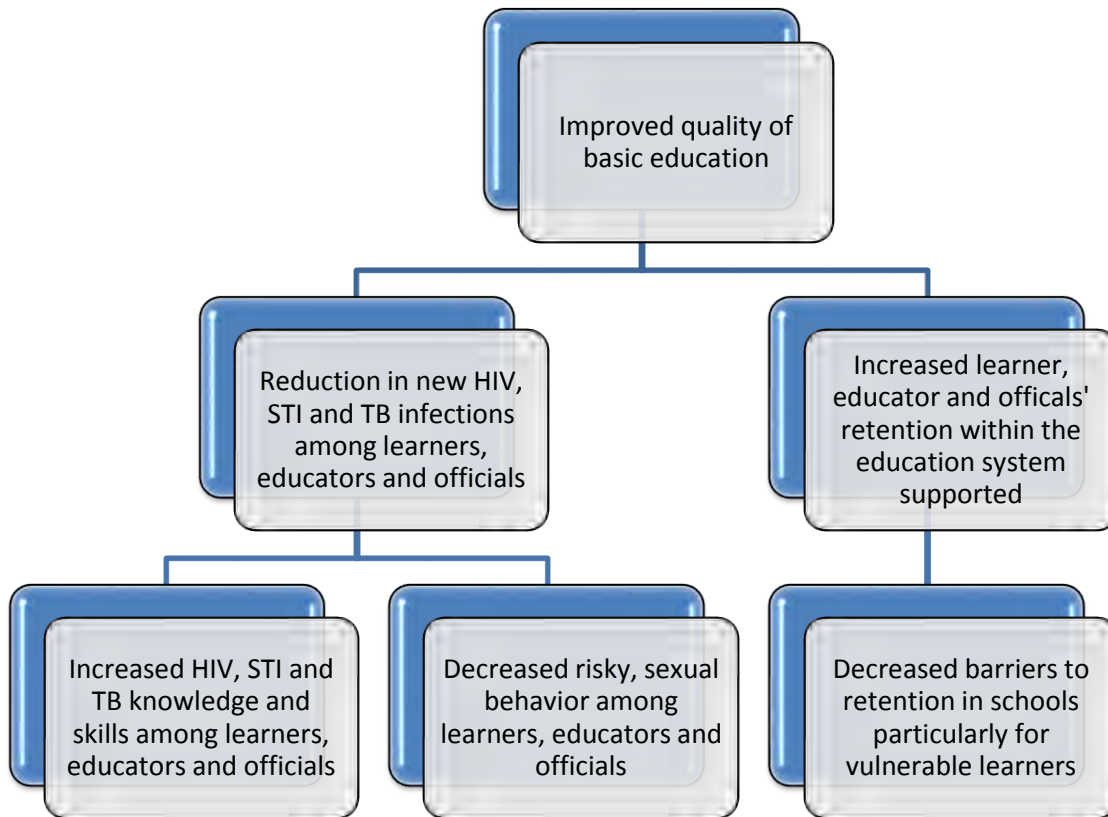 Improved quality of
basic education
Reduction in new HIV,
STI and TB infections
among learners,
educators and officials
Increased learner,
educator and officals'
retention within the
education system
supported
Increased HIV, STI and
TB knowledge and
skills among learners,
educators and officials
Decreased risky, sexual
behavior among
learners, educators and
officials
Decreased barriers to
retention in schools
particularly for
vulnerable learners